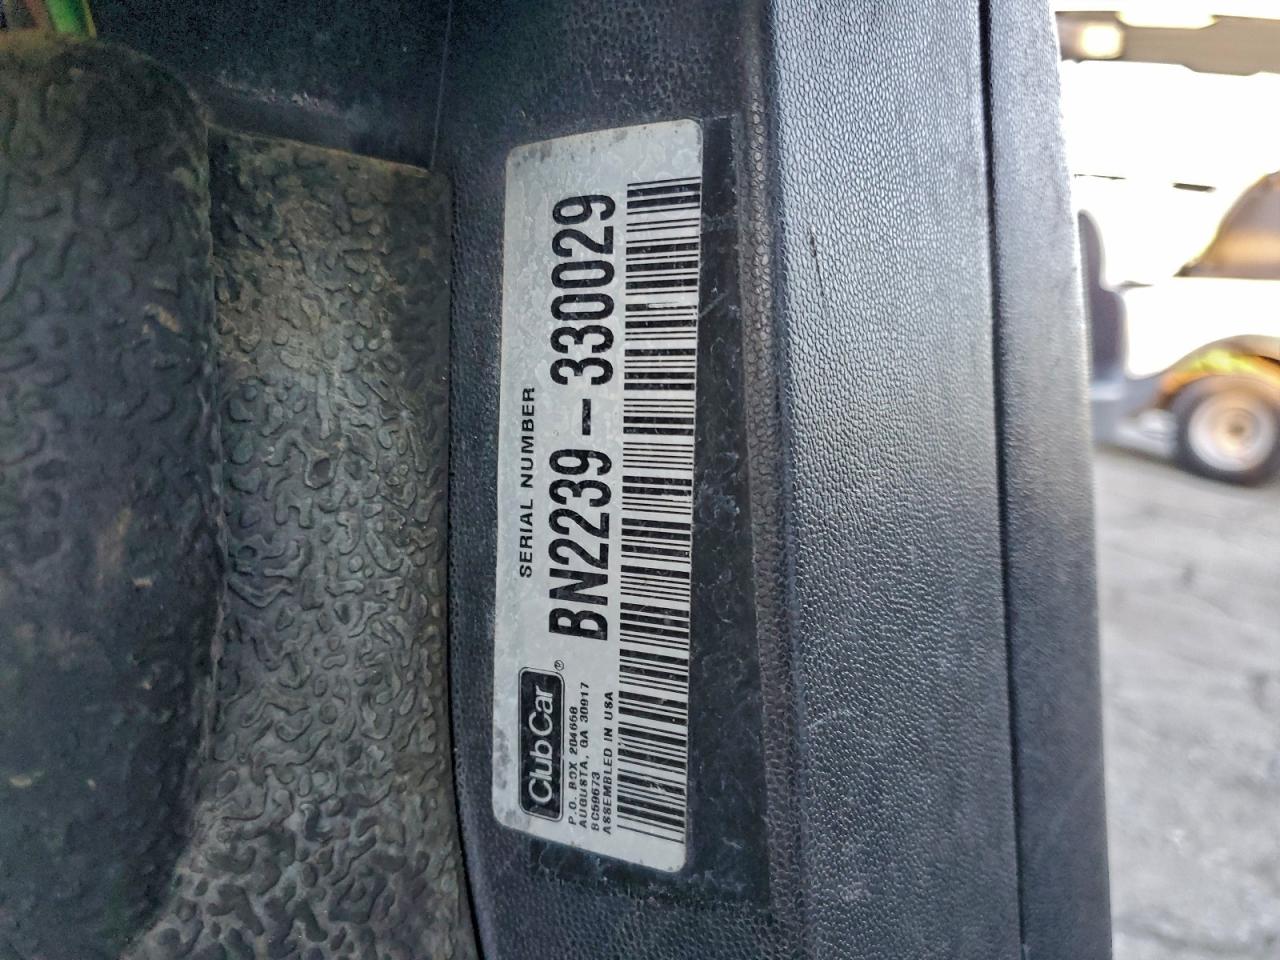 SERIAL NUMBER
BN2239-330029
Club Car®
P.O. BOX 204658
AUGUSTA, GA 30917
BC59673
ASSEMBLED IN USA